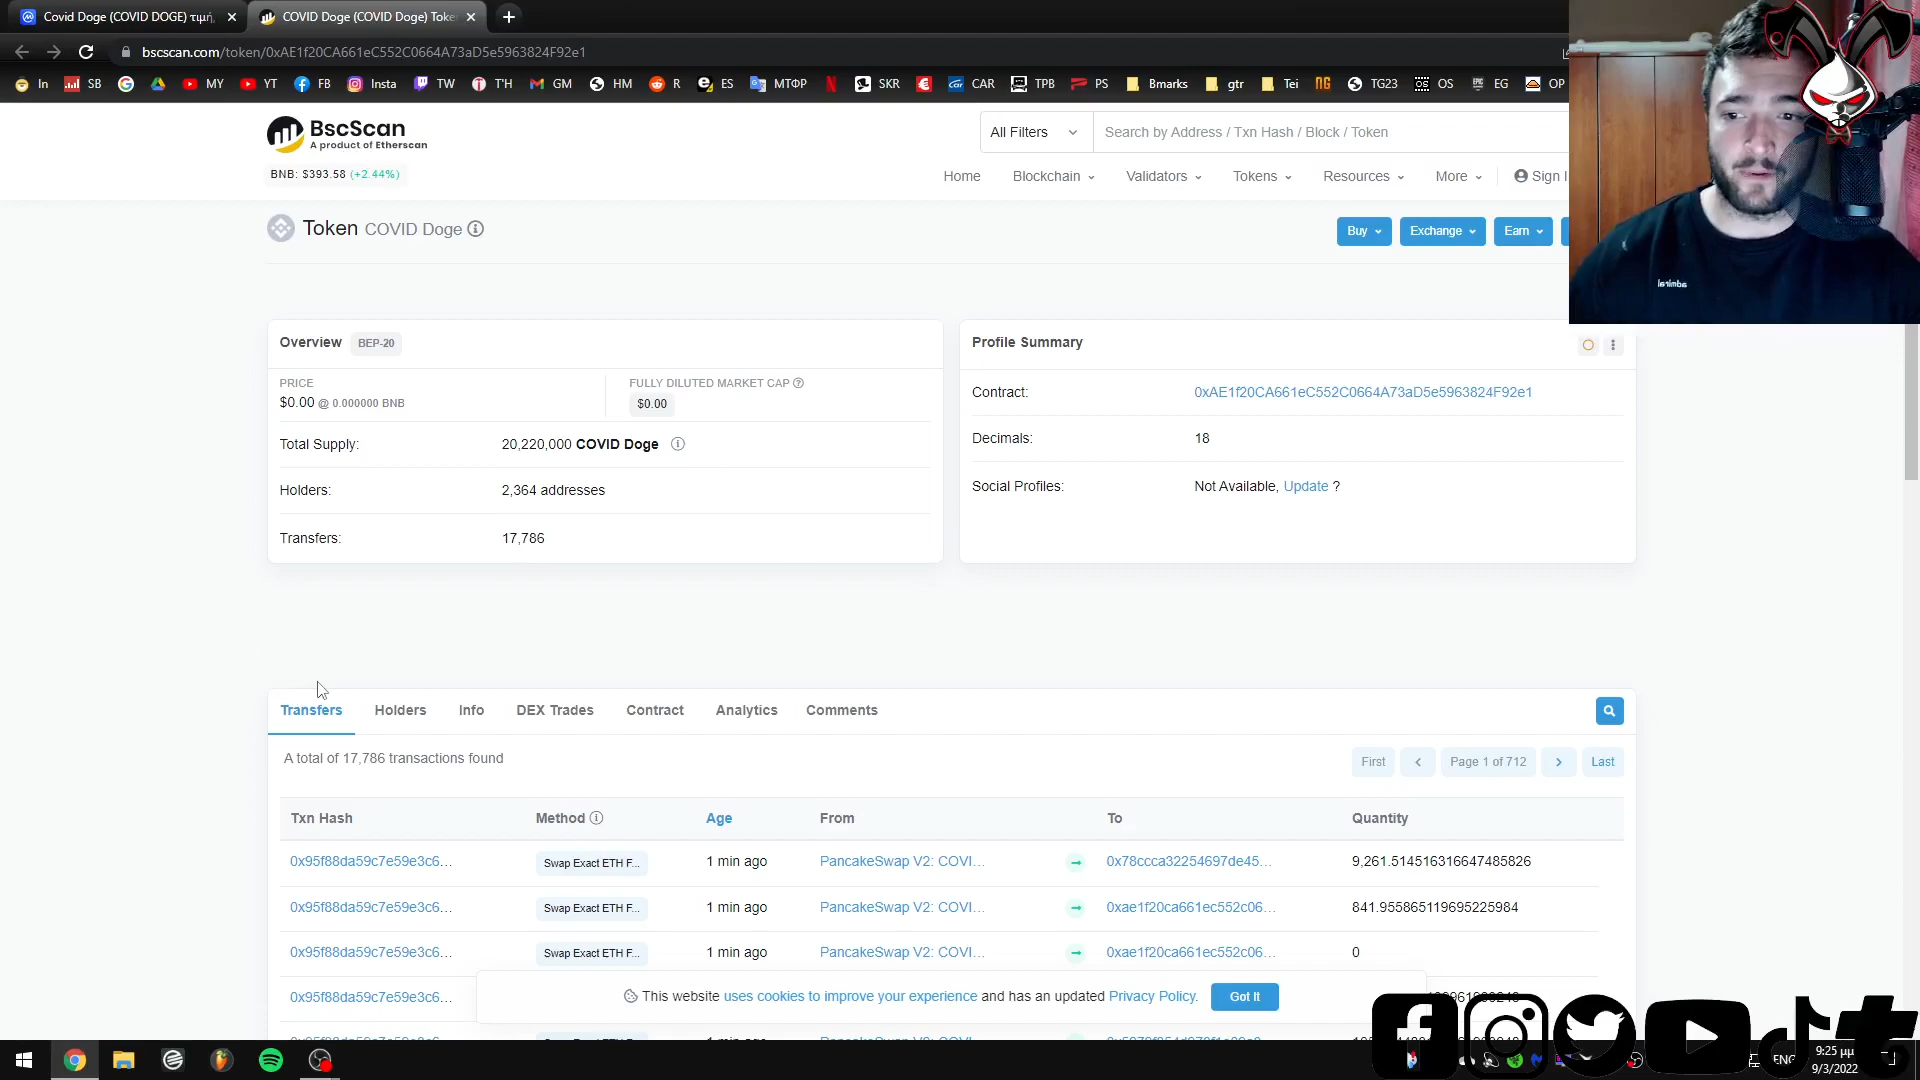 Covid Doge (COVID DOGE) τιμή,
COVID Doge (COVID Doge) Toke
bscscan.com/token/0xAE1f20CA661eC552C0664A73aD5e5963824F92e1
In SB MY YT FB Insta TW T'H GM HM R ES ΜΤΦΡ SKR CAR TPB PS Bmarks gtr Tei NG TG23 OS EG OP
BscScan
A product of Etherscan
All Filters
Search by Address / Txn Hash / Block / Token
BNB: $393.58 (+2.44%)
Home Blockchain Validators Tokens Resources More Sign I
Token COVID Doge
Buy Exchange Earn
admiral
Overview BEP-20
PRICE
$0.00 @ 0.000000 BNB
FULLY DILUTED MARKET CAP
$0.00
Total Supply: 20,220,000 COVID Doge
Holders: 2,364 addresses
Transfers: 17,786
Profile Summary
Contract: 0xAE1f20CA661eC552C0664A73aD5e5963824F92e1
Decimals: 18
Social Profiles: Not Available, Update ?
Transfers Holders Info DEX Trades Contract Analytics Comments
A total of 17,786 transactions found
First Page 1 of 712 Last
Txn Hash Method Age From To Quantity
0x95f88da59c7e59e3c6... Swap Exact ETH F... 1 min ago PancakeSwap V2: COVI... 0x78ccca32254697de45... 9,261.514516316647485826
0x95f88da59c7e59e3c6... Swap Exact ETH F... 1 min ago PancakeSwap V2: COVI... 0xae1f20ca661ec552c06... 841.955865119695225984
0x95f88da59c7e59e3c6... Swap Exact ETH F... 1 min ago PancakeSwap V2: COVI... 0xae1f20ca661ec552c06... 0
0x95f88da59c7e59e3c6...
This website uses cookies to improve your experience and has an updated Privacy Policy.
Got It
ENG
9:25 μμ
9/3/2022